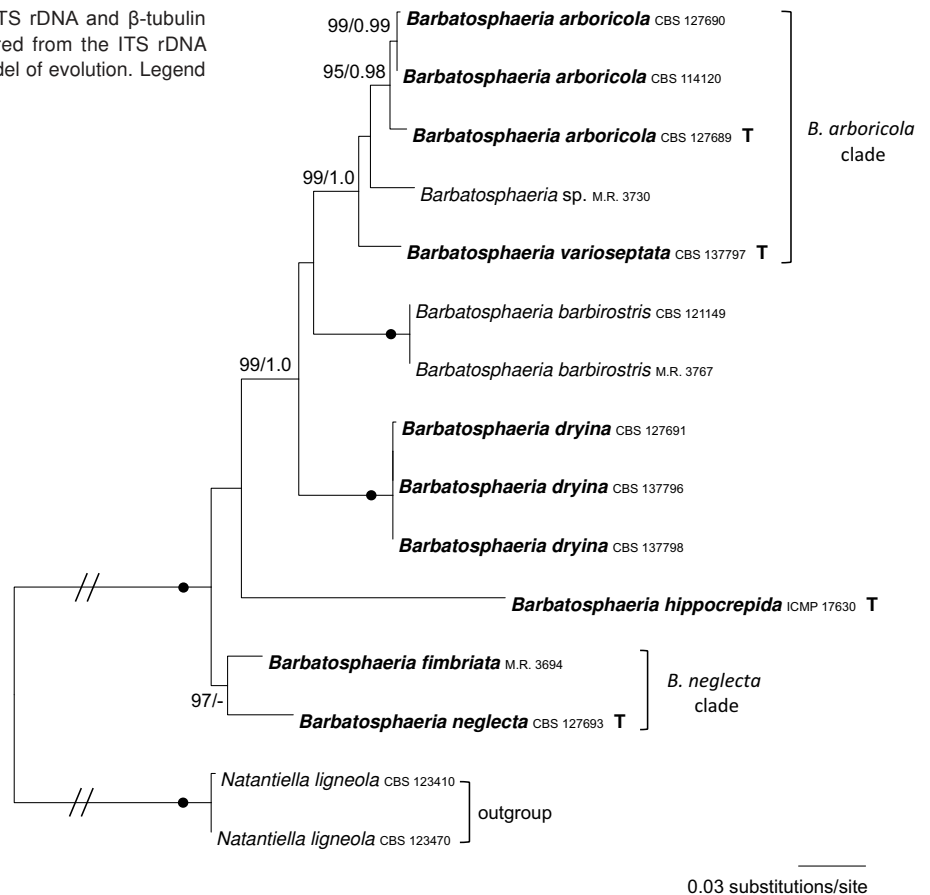 TS rDNA and β-tubulin
ed from the ITS rDNA
del of evolution. Legend
99/0.99
Barbatosphaeria arboricola CBS 127690
95/0.98
Barbatosphaeria arboricola CBS 114120
Barbatosphaeria arboricola CBS 127689 T
B. arboricola
clade
99/1.0
Barbatosphaeria sp. M.R. 3730
Barbatosphaeria varioseptata CBS 137797 T
Barbatosphaeria barbirostris CBS 121149
99/1.0
Barbatosphaeria barbirostris M.R. 3767
Barbatosphaeria dryina CBS 127691
Barbatosphaeria dryina CBS 137796
Barbatosphaeria dryina CBS 137798
Barbatosphaeria hippocrepida ICMP 17630 T
Barbatosphaeria fimbriata M.R. 3694
B. neglecta
clade
97/-
Barbatosphaeria neglecta CBS 127693 T
Natantiella ligneola CBS 123410
outgroup
Natantiella ligneola CBS 123470
0.03 substitutions/site